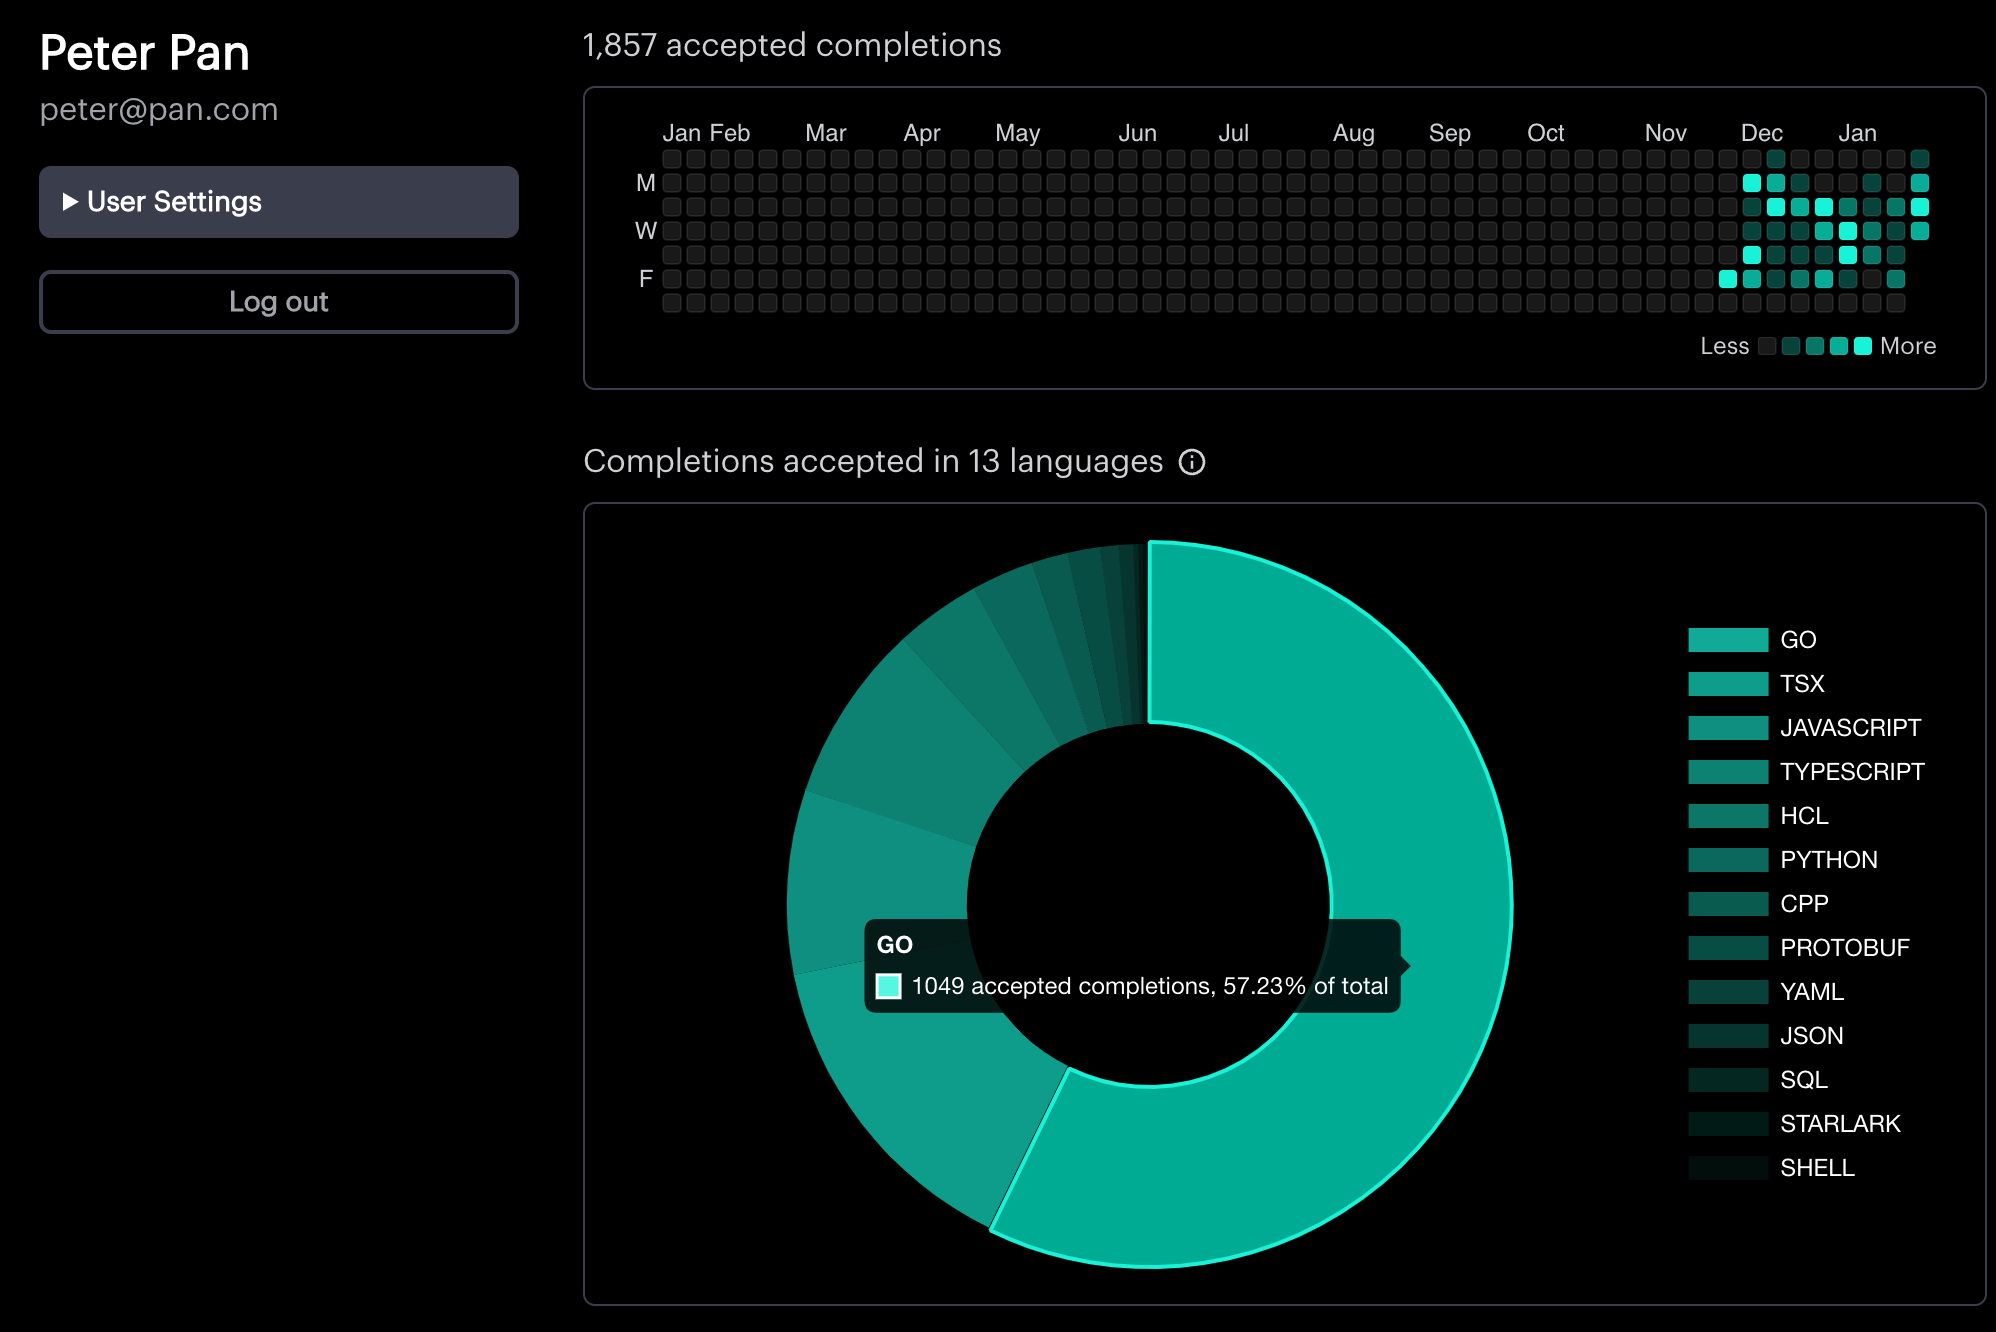 Peter Pan
peter@pan.com
User Settings
Log out
1,857 accepted completions
Jan Feb Mar Apr May Jun Jul Aug Sep Oct Nov Dec Jan
M
W
F
Less More
Completions accepted in 13 languages
GO
1049 accepted completions, 57.23% of total
GO
TSX
JAVASCRIPT
TYPESCRIPT
HCL
PYTHON
CPP
PROTOBUF
YAML
JSON
SQL
STARLARK
SHELL